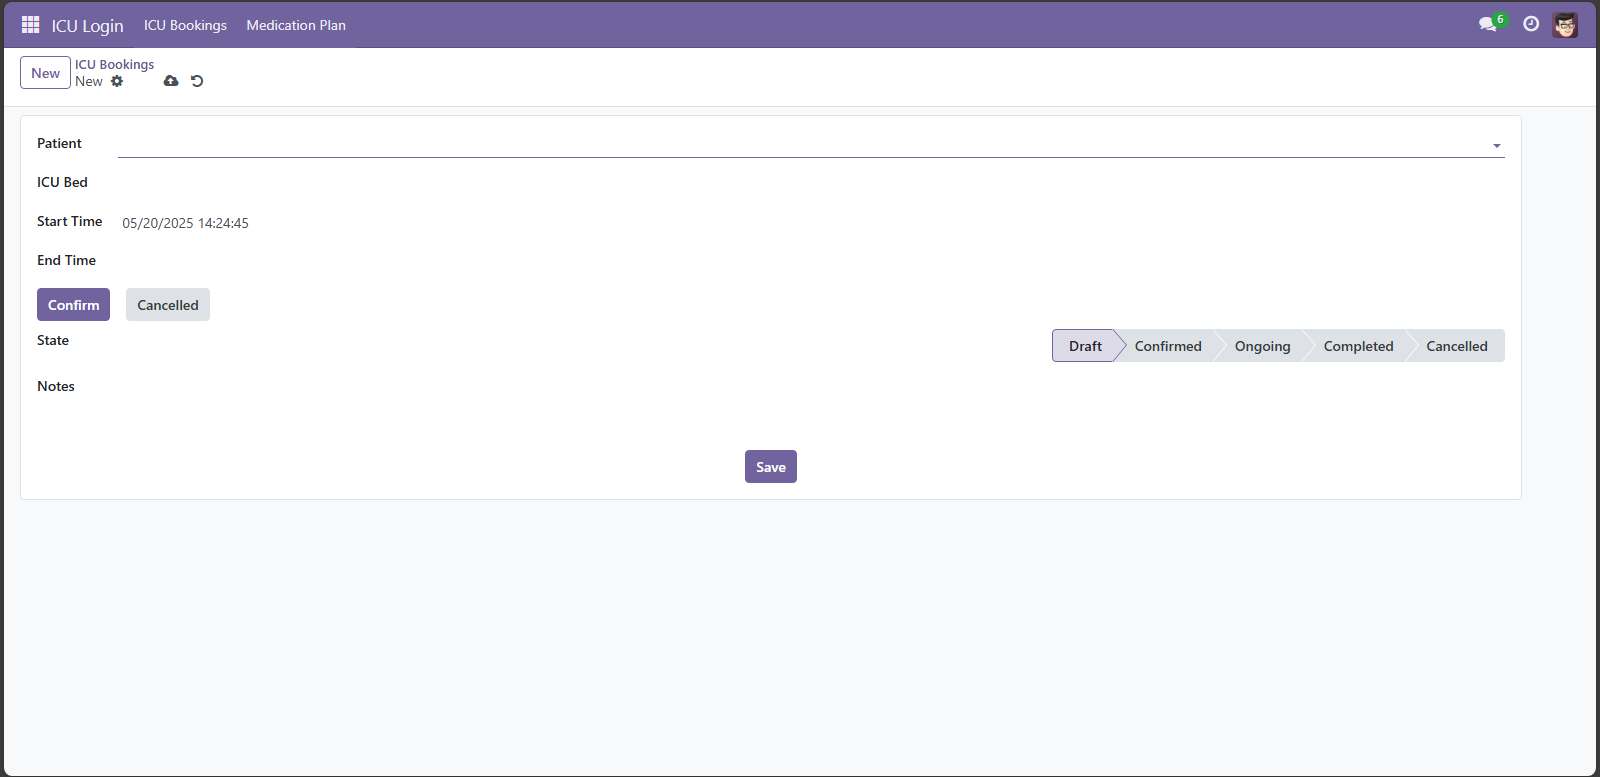 ICU Login ICU Bookings Medication Plan 6
New ICU Bookings
New
Patient
ICU Bed
Start Time 05/20/2025 14:24:45
End Time
Confirm Cancelled
State Draft Confirmed Ongoing Completed Cancelled
Notes
Save